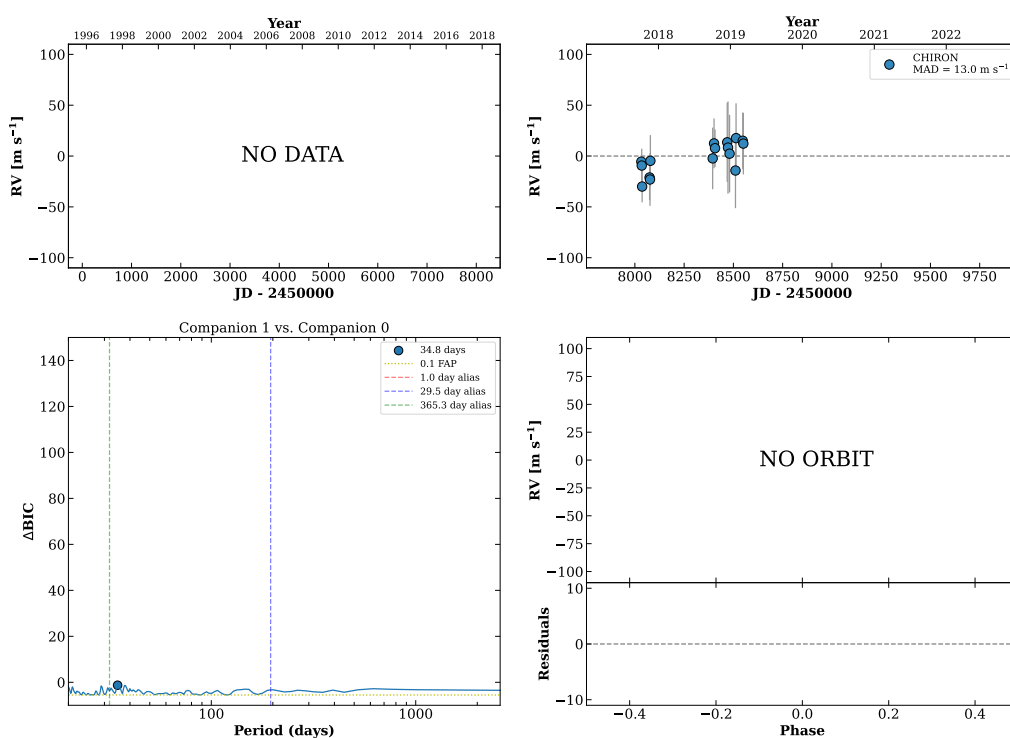 Year
1996 1998 2000 2002 2004 2006 2008 2010 2012 2014 2016 2018
100
50
0
−50
−100
RV [m s⁻¹]
NO DATA
0 1000 2000 3000 4000 5000 6000 7000 8000
JD - 2450000
Year
2018 2019 2020 2021 2022
100
50
0
−50
−100
RV [m s⁻¹]
CHIRON
MAD = 13.0 m s⁻¹
8000 8250 8500 8750 9000 9250 9500 9750
JD - 2450000
Companion 1 vs. Companion 0
140
120
100
80
60
40
20
0
ΔBIC
34.8 days
0.1 FAP
1.0 day alias
29.5 day alias
365.3 day alias
100 1000
Period (days)
100
75
50
25
0
−25
−50
−75
−100
RV [m s⁻¹]
NO ORBIT
10
0
−10
Residuals
−0.4 −0.2 0.0 0.2 0.4
Phase